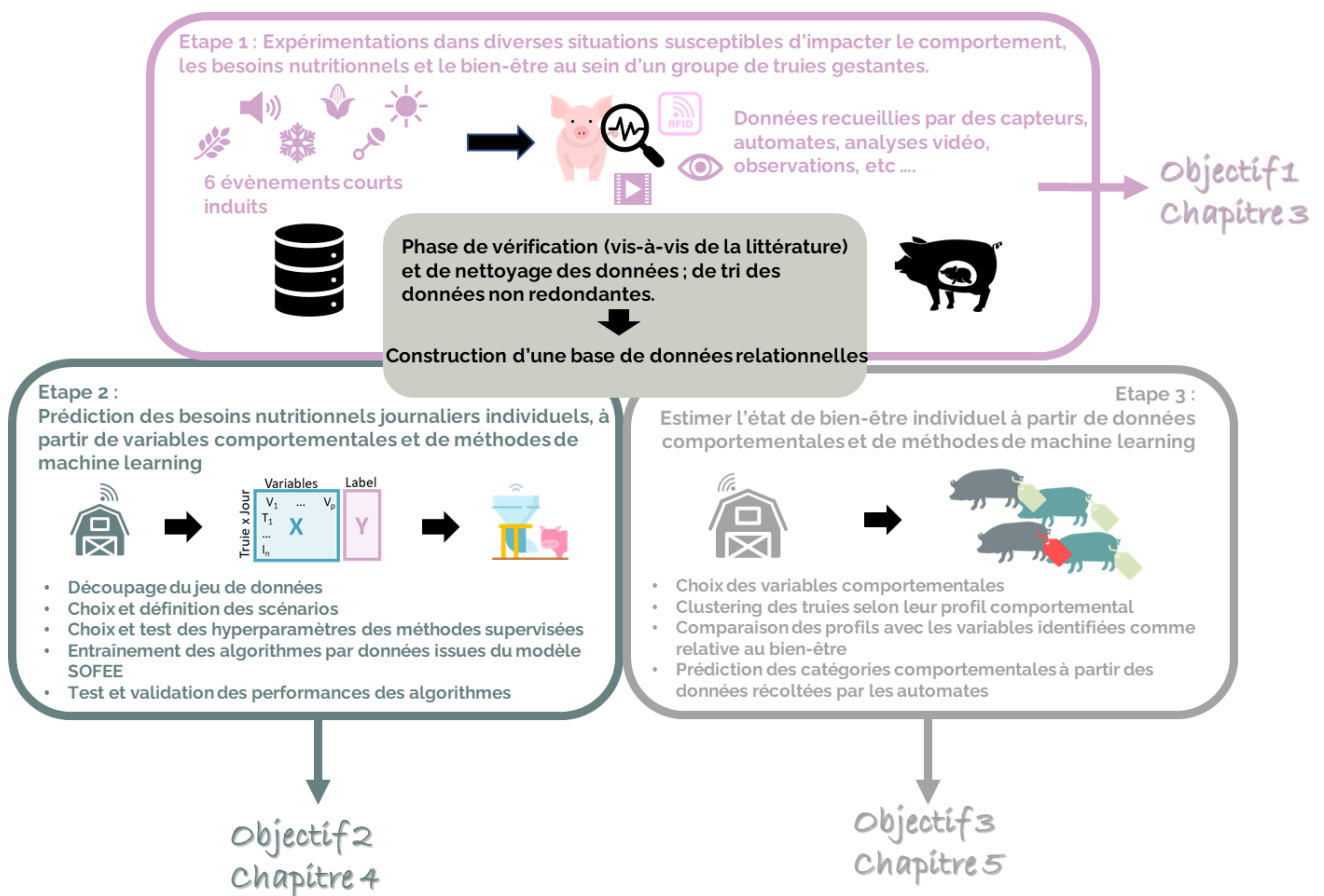 Etape 1 : Expérimentations dans diverses situations susceptibles d'impacter le comportement,
les besoins nutritionnels et le bien-être au sein d'un groupe de truies gestantes.
RFID
Données recueillies par des capteurs,
automates, analyses vidéo,
observations, etc ....
6 évènements courts
induits
Objectif 1
Chapitre 3
Phase de vérification (vis-à-vis de la littérature)
et de nettoyage des données ; de tri des
données non redondantes.
Construction d'une base de données relationnelles
Etape 2 :
Prédiction des besoins nutritionnels journaliers individuels, à
partir de variables comportementales et de méthodes de
machine learning
Variables
Label
Truie x Jour
V1 ... Vp
T1
...
In
X
Y
• Découpage du jeu de données
• Choix et définition des scénarios
• Choix et test des hyperparamètres des méthodes supervisées
• Entraînement des algorithmes par données issues du modèle
SOFEE
• Test et validation des performances des algorithmes
Objectif 2
Chapitre 4
Etape 3 :
Estimer l'état de bien-être individuel à partir de données
comportementales et de méthodes de machine learning
• Choix des variables comportementales
• Clustering des truies selon leur profil comportemental
• Comparaison des profils avec les variables identifiées comme
relative au bien-être
• Prédiction des catégories comportementales à partir des
données récoltées par les automates
Objectif 3
Chapitre 5